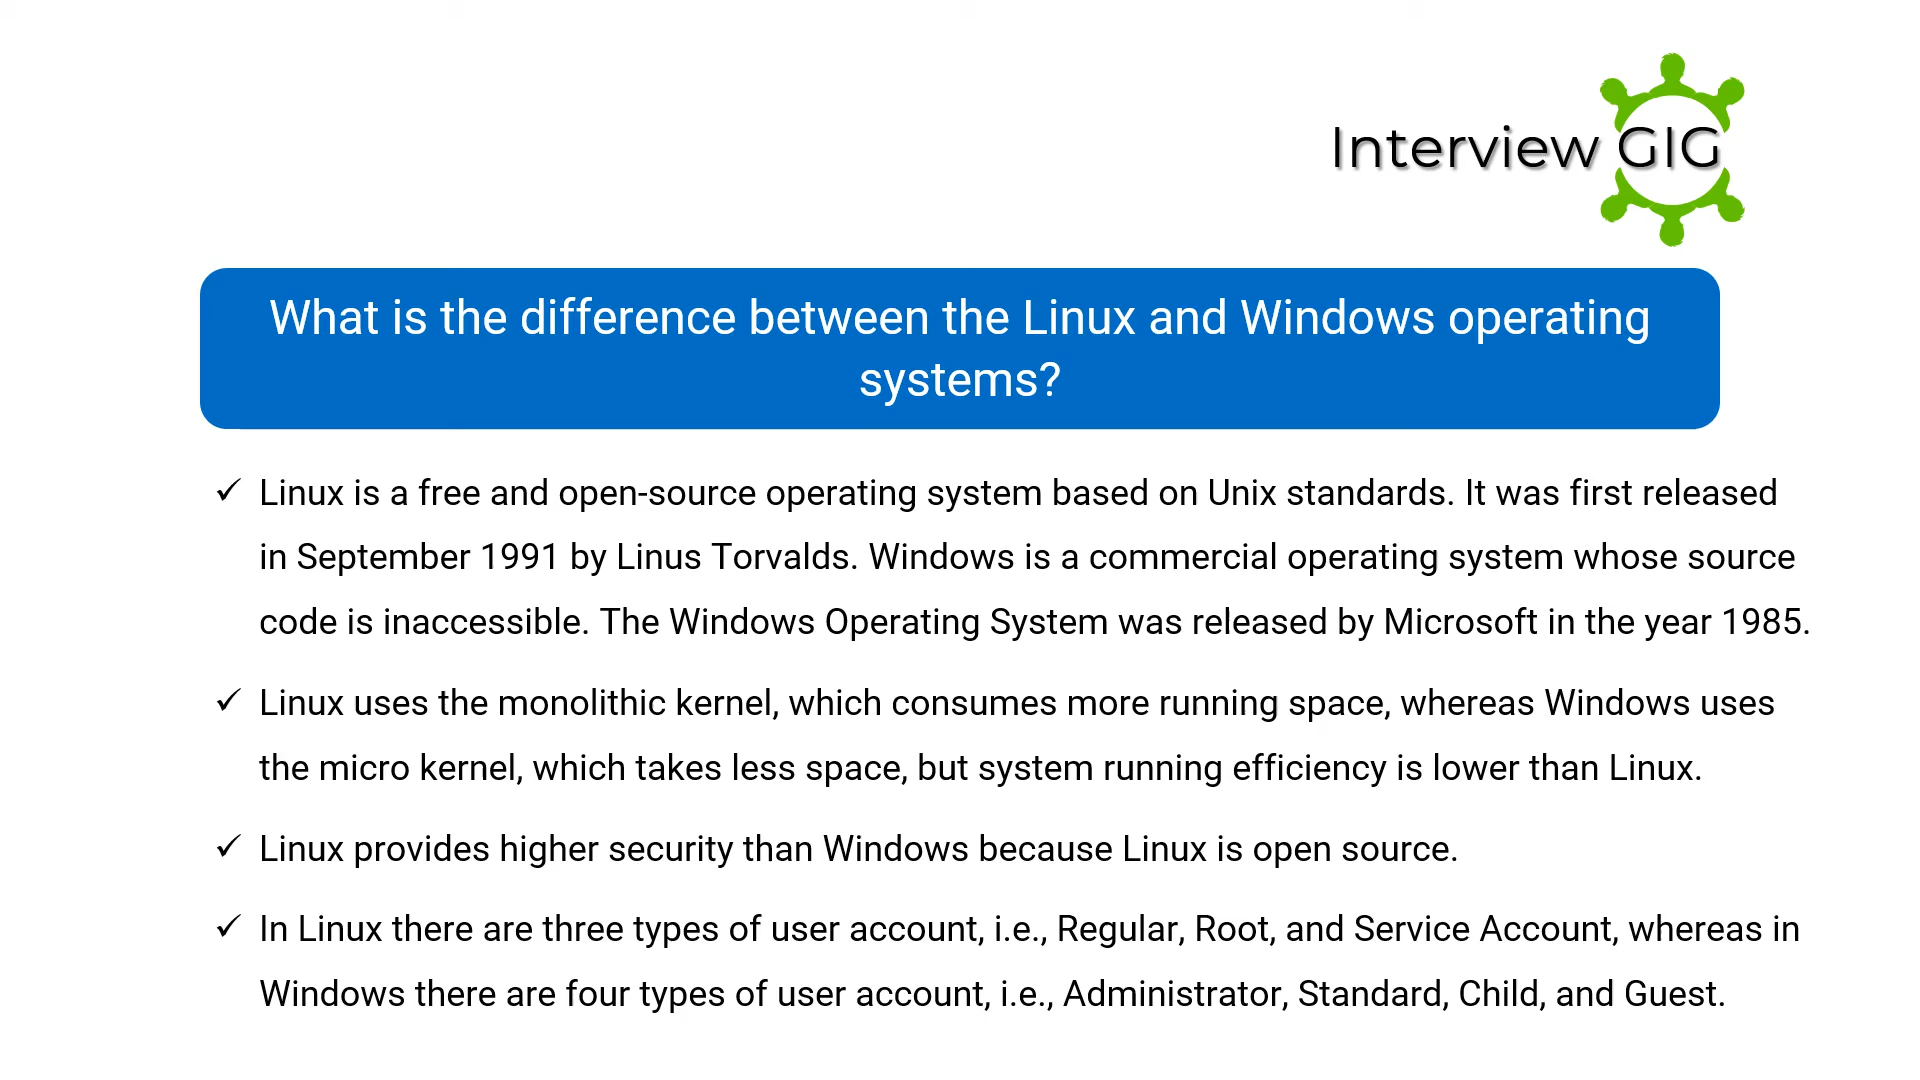 Interview GIG
What is the difference between the Linux and Windows operating
systems?
✓ Linux is a free and open-source operating system based on Unix standards. It was first released
in September 1991 by Linus Torvalds. Windows is a commercial operating system whose source
code is inaccessible. The Windows Operating System was released by Microsoft in the year 1985.
✓ Linux uses the monolithic kernel, which consumes more running space, whereas Windows uses
the micro kernel, which takes less space, but system running efficiency is lower than Linux.
✓ Linux provides higher security than Windows because Linux is open source.
✓ In Linux there are three types of user account, i.e., Regular, Root, and Service Account, whereas in
Windows there are four types of user account, i.e., Administrator, Standard, Child, and Guest.